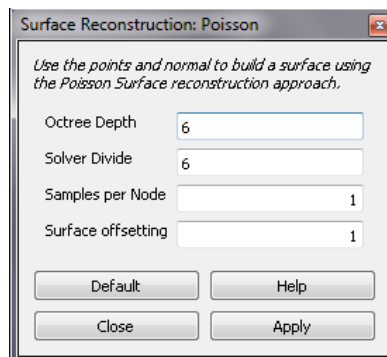 Surface Reconstruction: Poisson
Use the points and normal to build a surface using
the Poisson Surface reconstruction approach.
Octree Depth 6
Solver Divide 6
Samples per Node 1
Surface offsetting 1
Default Help
Close Apply